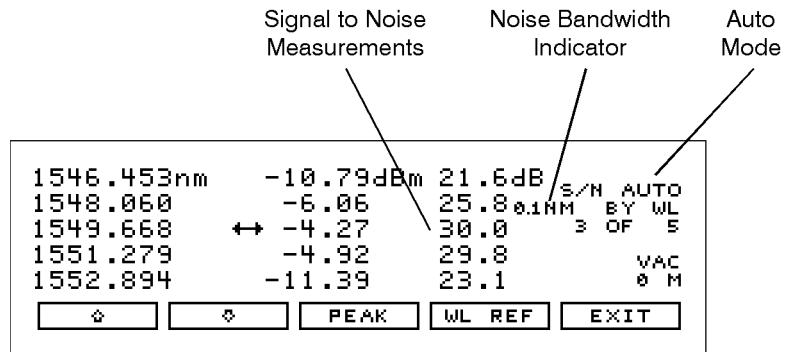 Signal to Noise Measurements
Noise Bandwidth Indicator
Auto Mode
1546.453nm -10.79dBm 21.6dB S/N AUTO
1548.060 -6.06 25.8 0.1NM BY WL
1549.668 ↔ -4.27 30.0 3 OF 5
1551.279 -4.92 29.8 VAC
1552.894 -11.39 23.1 0 M
PEAK WL REF EXIT